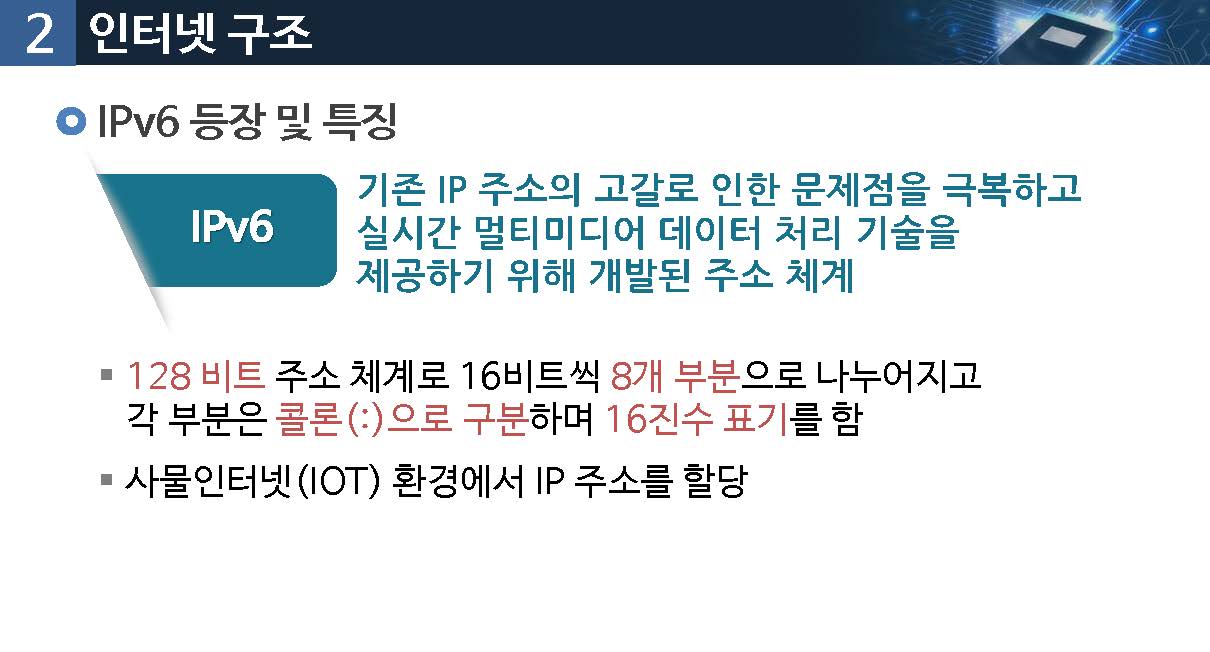 2 인터넷 구조
IPv6 등장 및 특징
IPv6
기존 IP 주소의 고갈로 인한 문제점을 극복하고
실시간 멀티미디어 데이터 처리 기술을
제공하기 위해 개발된 주소 체계
▪ 128 비트 주소 체계로 16비트씩 8개 부분으로 나누어지고
각 부분은 콜론(:)으로 구분하며 16진수 표기를 함
▪ 사물인터넷(IOT) 환경에서 IP 주소를 할당